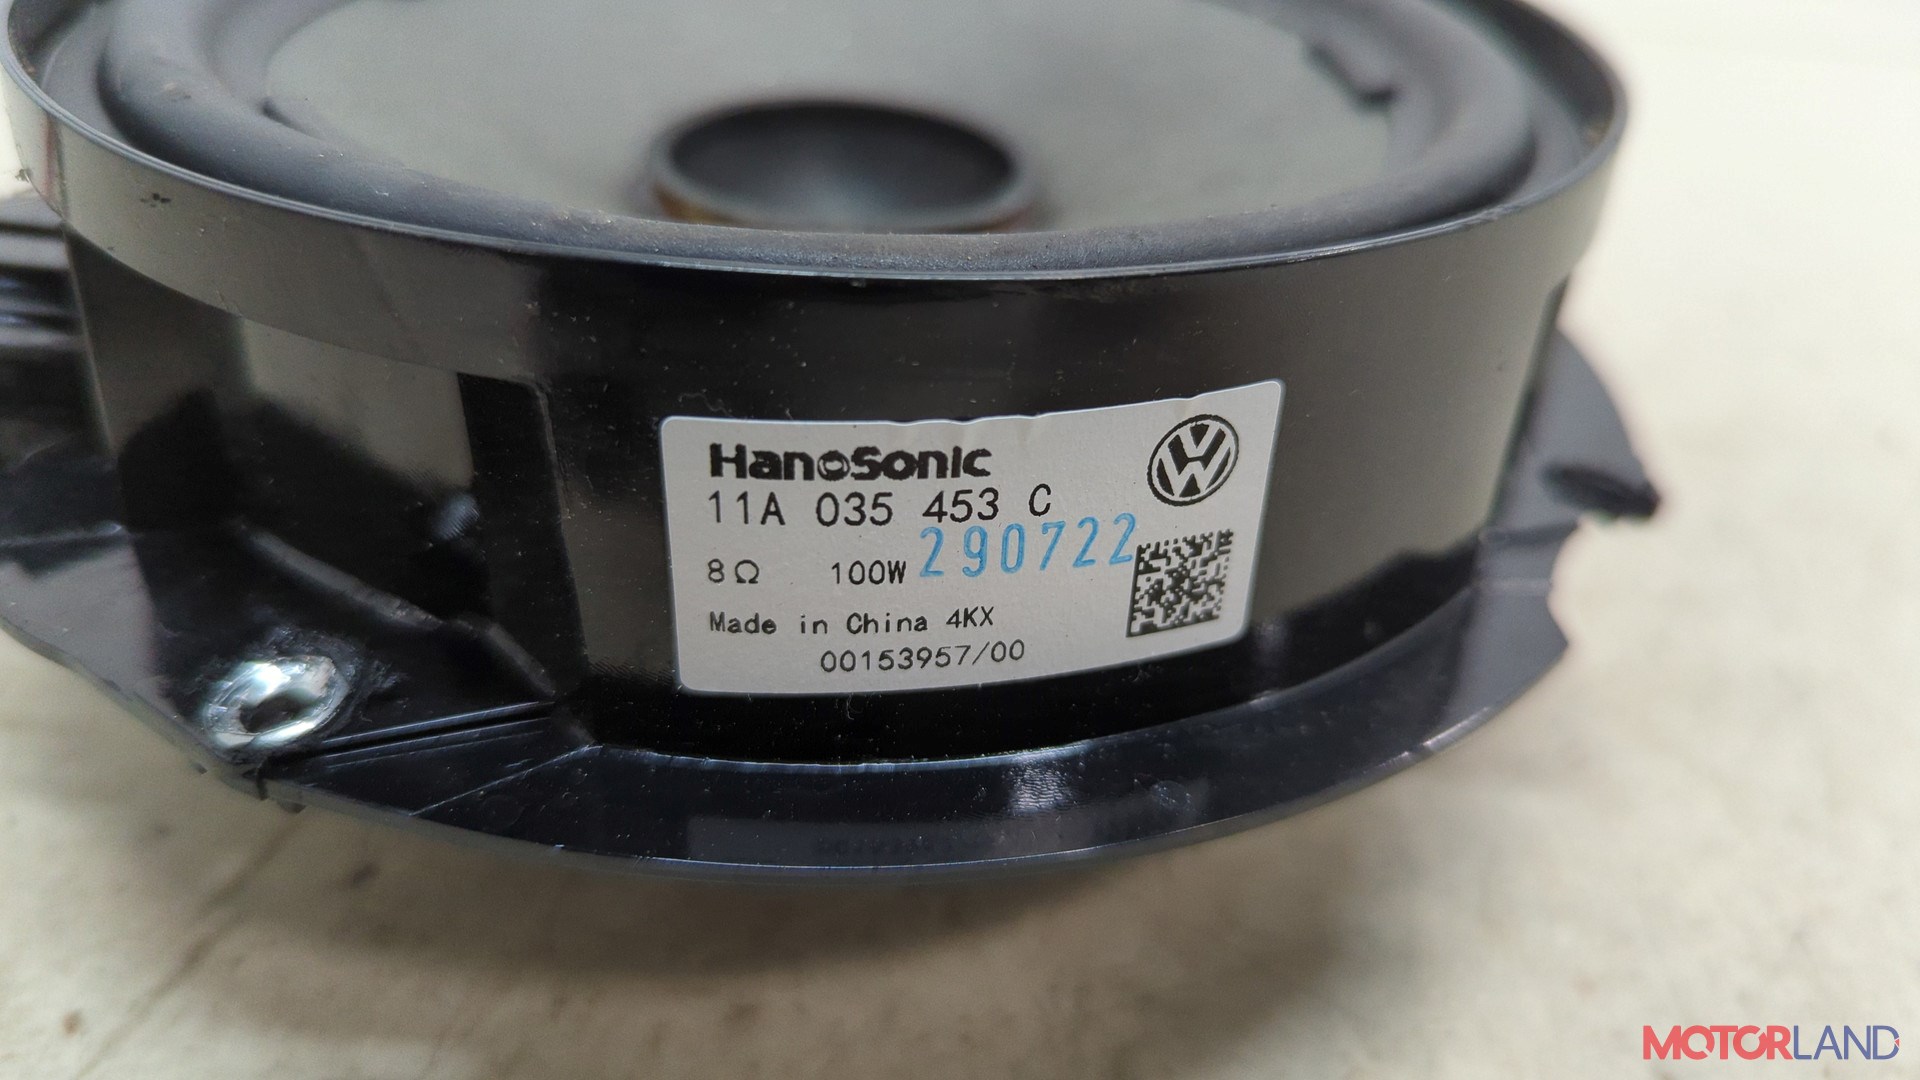 HanoSonic
11A 035 453 C
8Ω 100W 290722
Made in China 4KX
00153957/00
MOTORLAND